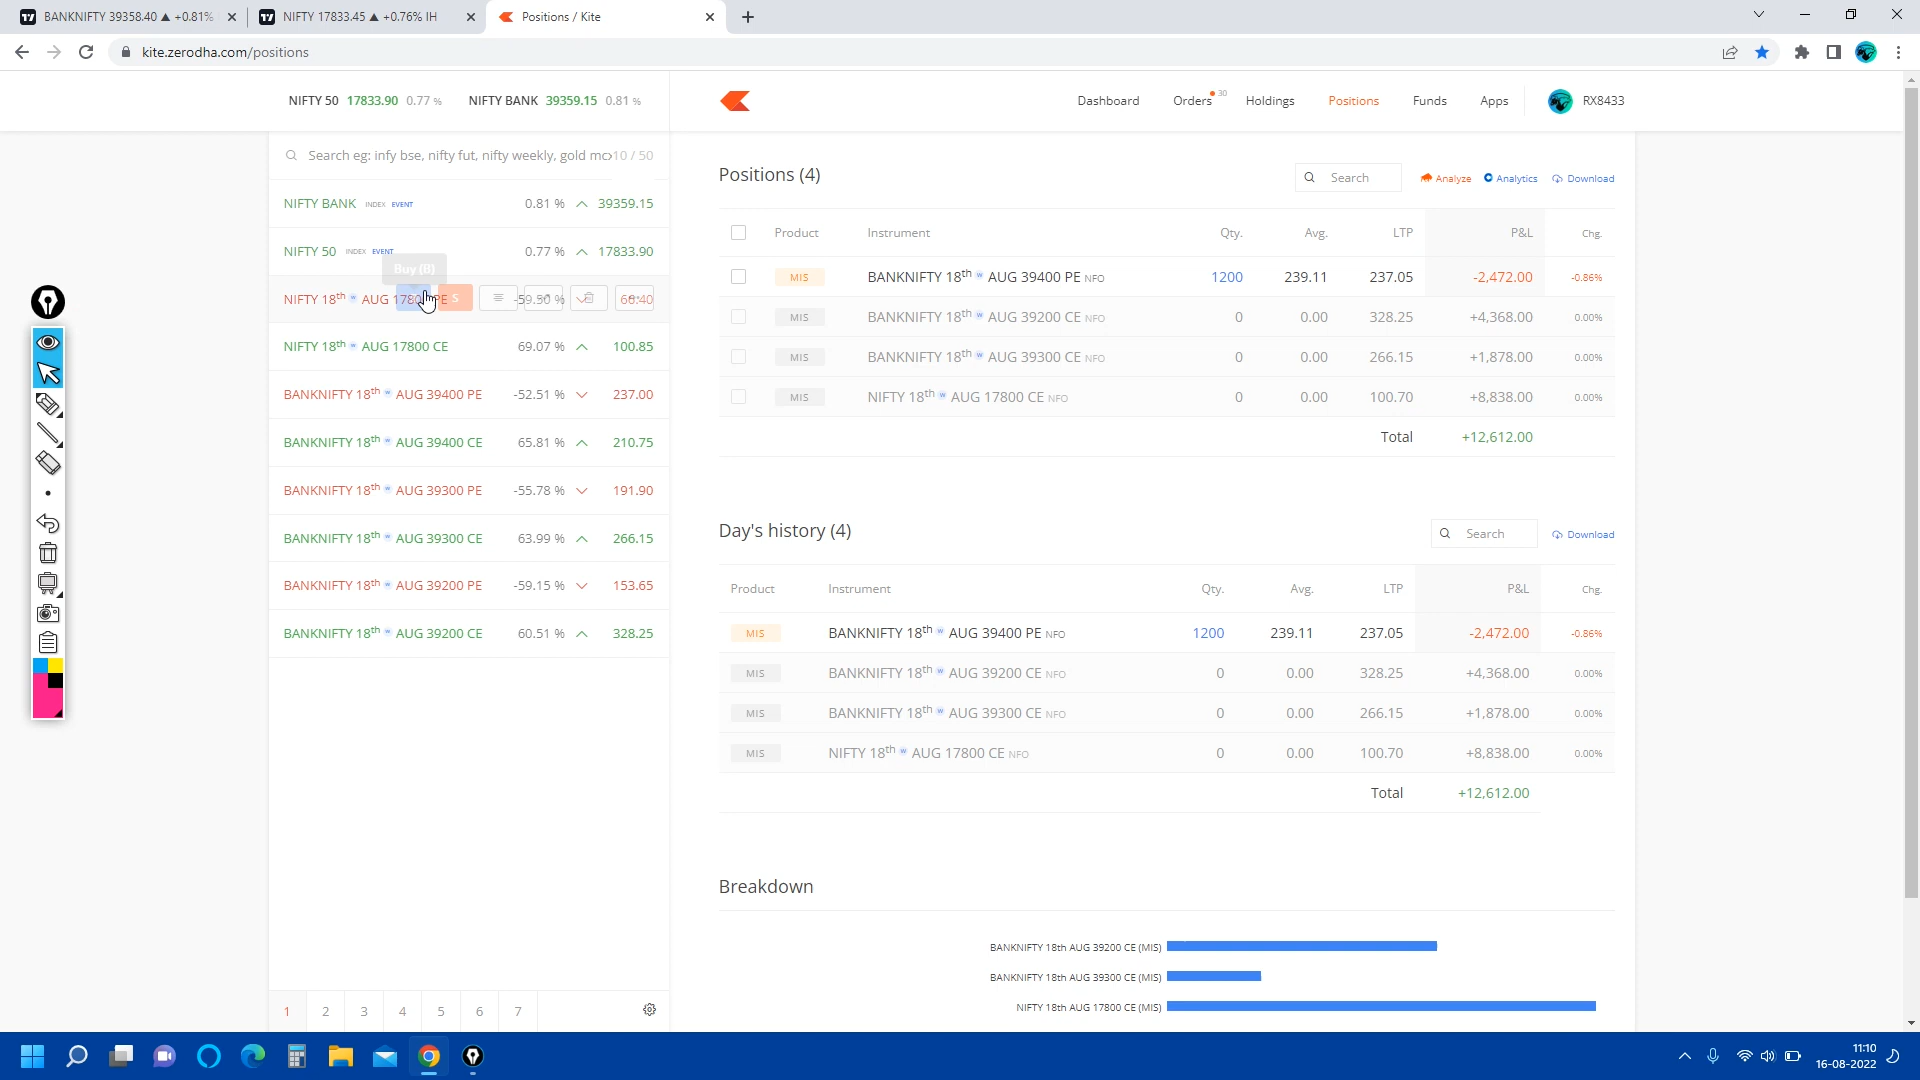 BANKNIFTY 39358.40 ▲ +0.81%
NIFTY 17833.45 ▲ +0.76% IH
Positions / Kite
kite.zerodha.com/positions
NIFTY 50 17833.90 0.77 %
NIFTY BANK 39359.15 0.81 %
Dashboard
Orders 30
Holdings
Positions
Funds
Apps
RX8433
Search eg: infy bse, nifty fut, nifty weekly, gold mcx 10 / 50
NIFTY BANK INDEX EVENT 0.81 % 39359.15
NIFTY 50 INDEX EVENT 0.77 % 17833.90
Buy (B)
NIFTY 18th w AUG 17800 PE S 60.40
NIFTY 18th w AUG 17800 CE 69.07 % 100.85
BANKNIFTY 18th w AUG 39400 PE -52.51 % 237.00
BANKNIFTY 18th w AUG 39400 CE 65.81 % 210.75
BANKNIFTY 18th w AUG 39300 PE -55.78 % 191.90
BANKNIFTY 18th w AUG 39300 CE 63.99 % 266.15
BANKNIFTY 18th w AUG 39200 PE -59.15 % 153.65
BANKNIFTY 18th w AUG 39200 CE 60.51 % 328.25
1 2 3 4 5 6 7
Positions (4)
Search
Analyze
Analytics
Download
Product Instrument Qty. Avg. LTP P&L Chg.
MIS BANKNIFTY 18th w AUG 39400 PE NFO 1200 239.11 237.05 -2,472.00 -0.86%
MIS BANKNIFTY 18th w AUG 39200 CE NFO 0 0.00 328.25 +4,368.00 0.00%
MIS BANKNIFTY 18th w AUG 39300 CE NFO 0 0.00 266.15 +1,878.00 0.00%
MIS NIFTY 18th w AUG 17800 CE NFO 0 0.00 100.70 +8,838.00 0.00%
Total +12,612.00
Day's history (4)
Search
Download
Product Instrument Qty. Avg. LTP P&L Chg.
MIS BANKNIFTY 18th w AUG 39400 PE NFO 1200 239.11 237.05 -2,472.00 -0.86%
MIS BANKNIFTY 18th w AUG 39200 CE NFO 0 0.00 328.25 +4,368.00 0.00%
MIS BANKNIFTY 18th w AUG 39300 CE NFO 0 0.00 266.15 +1,878.00 0.00%
MIS NIFTY 18th w AUG 17800 CE NFO 0 0.00 100.70 +8,838.00 0.00%
Total +12,612.00
Breakdown
BANKNIFTY 18th AUG 39200 CE (MIS)
BANKNIFTY 18th AUG 39300 CE (MIS)
NIFTY 18th AUG 17800 CE (MIS)
11:10
16-08-2022